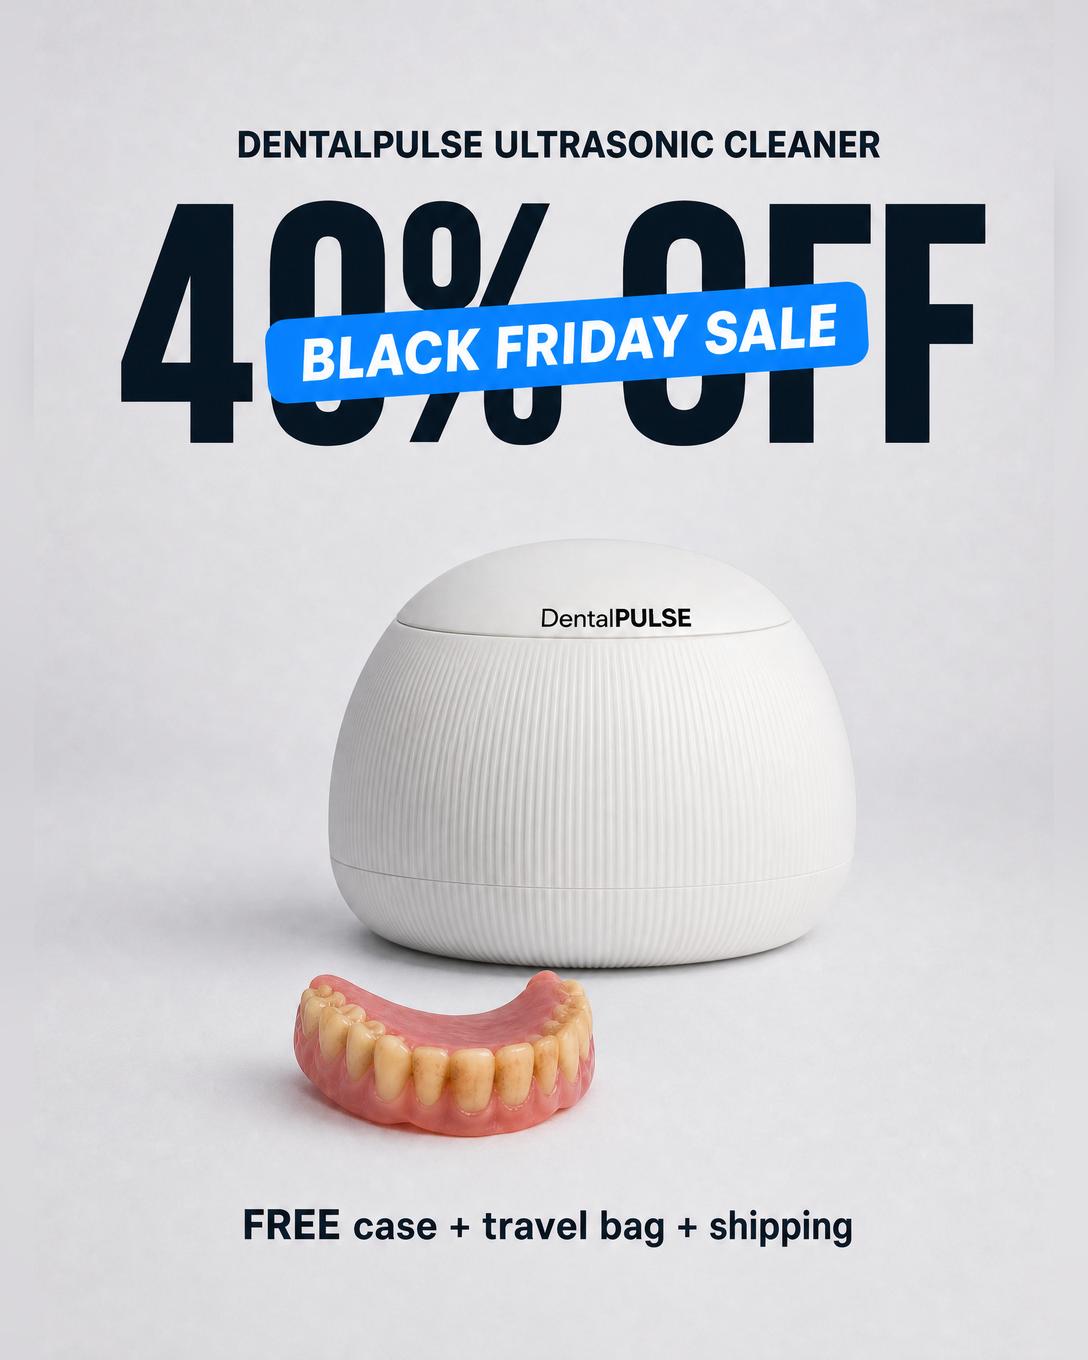 DENTALPULSE ULTRASONIC CLEANER
40% OFF
BLACK FRIDAY SALE
DentalPULSE
FREE case + travel bag + shipping